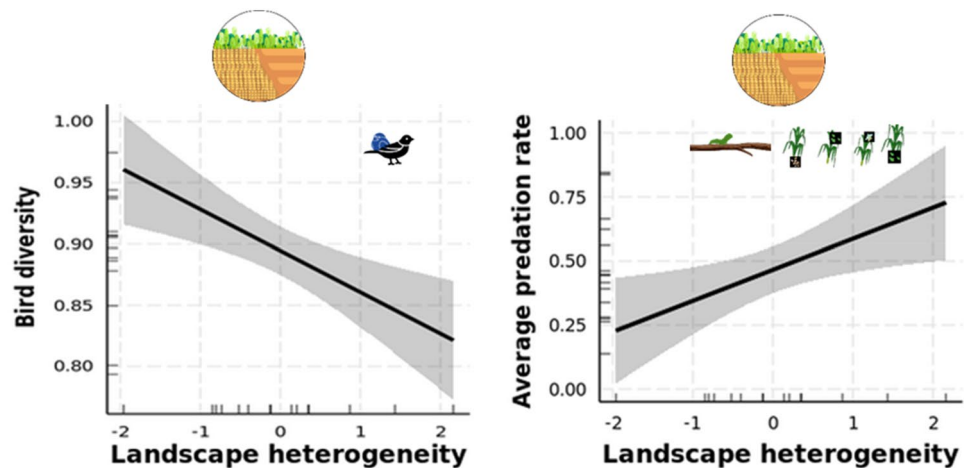 1.00
0.95
0.90
0.85
0.80
Bird diversity
-2 -1 0 1 2
Landscape heterogeneity
1.00
0.75
0.50
0.25
0.00
Average predation rate
-2 -1 0 1 2
Landscape heterogeneity